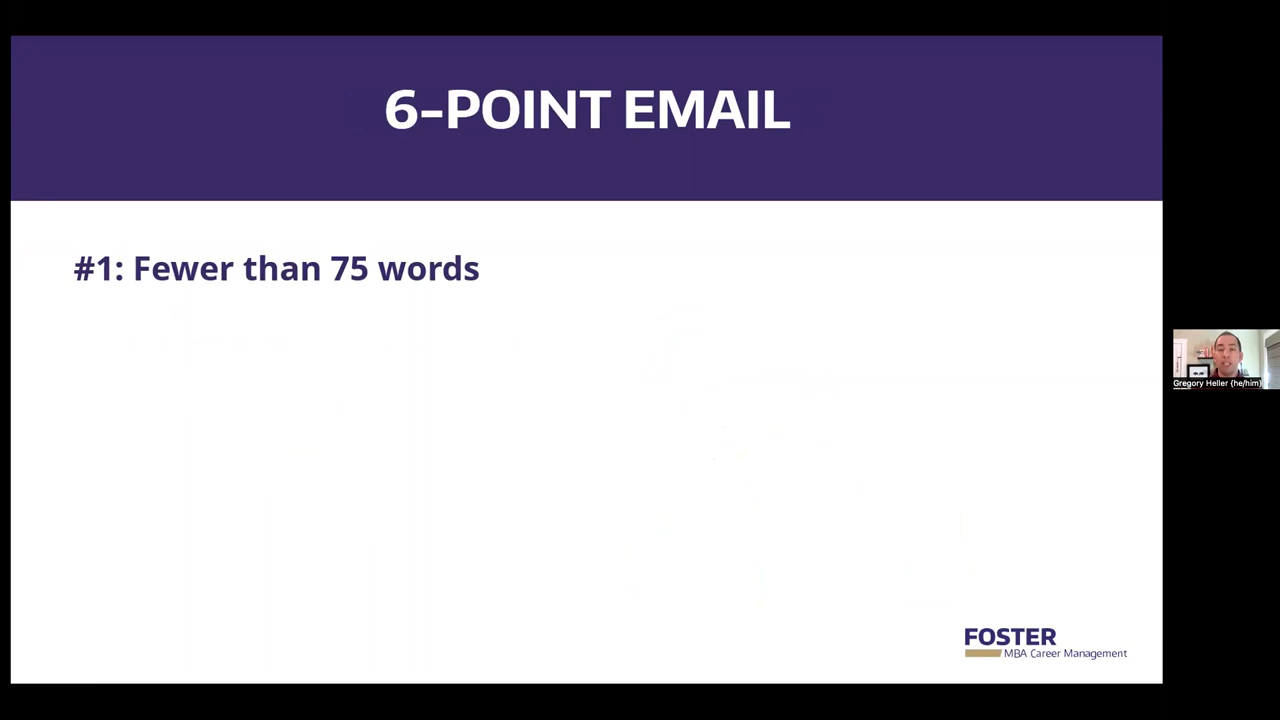 6-POINT EMAIL
#1: Fewer than 75 words
Gregory Heller (he/him)
FOSTER
MBA Career Management